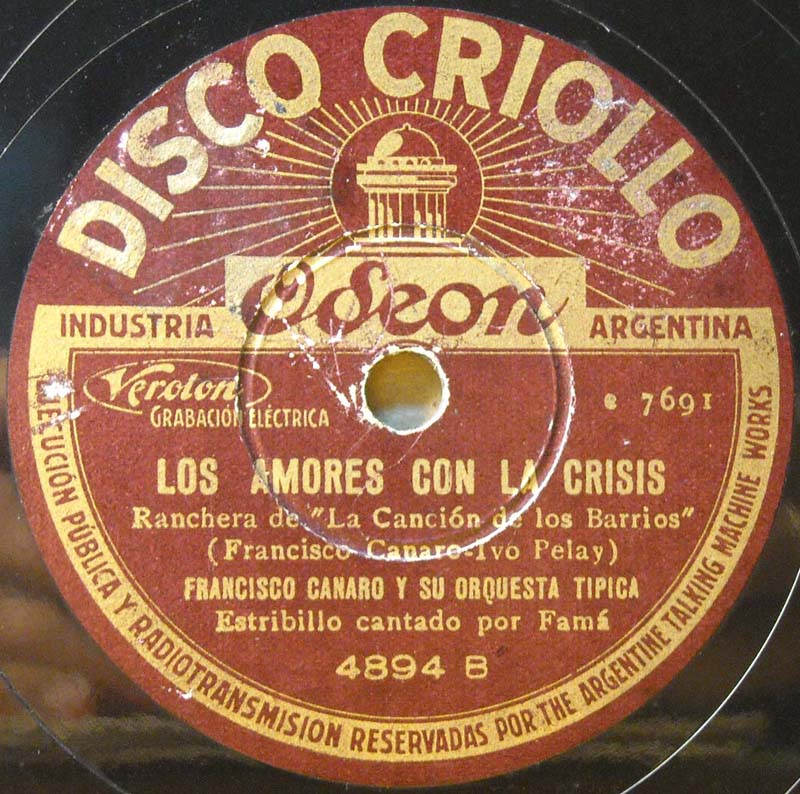 DISCO CRIOLLO
Odeon
INDUSTRIA ARGENTINA
Veroton
GRABACIÓN ELÉCTRICA
e 7691
LOS AMORES CON LA CRISIS
Ranchera de "La Canción de los Barrios"
(Francisco Canaro-Ivo Pelay)
FRANCISCO CANARO Y SU ORQUESTA TIPICA
Estribillo cantado por Famá
4894 B
PÚBLICA Y RADIOTRANSMISION RESERVADAS POR THE ARGENTINE TALKING MACHINE WORKS